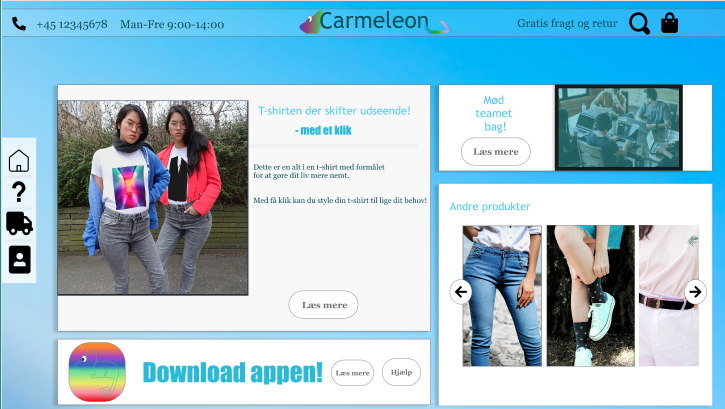 +45 12345678
Man-Fre 9:00-14:00
Carmeleon
Gratis fragt og retur
T-shirten der skifter udseende!
- med et klik
Dette er en alt i en t-shirt med formålet
for at gøre dit liv mere nemt.
Med få klik kan du style din t-shirt til lige dit behov!
Læs mere
Mød
teamet
bag!
Læs mere
Andre produkter
Download appen!
Læs mere
Hjælp